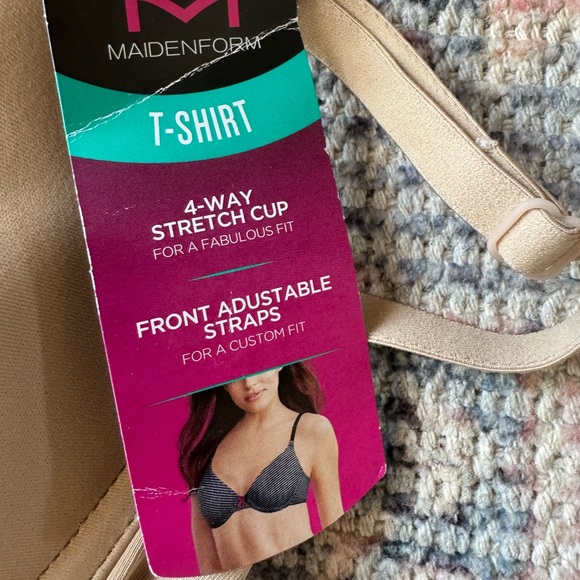 MAIDENFORM
T-SHIRT
4-WAY
STRETCH CUP
FOR A FABULOUS FIT
FRONT ADUSTABLE
STRAPS
FOR A CUSTOM FIT